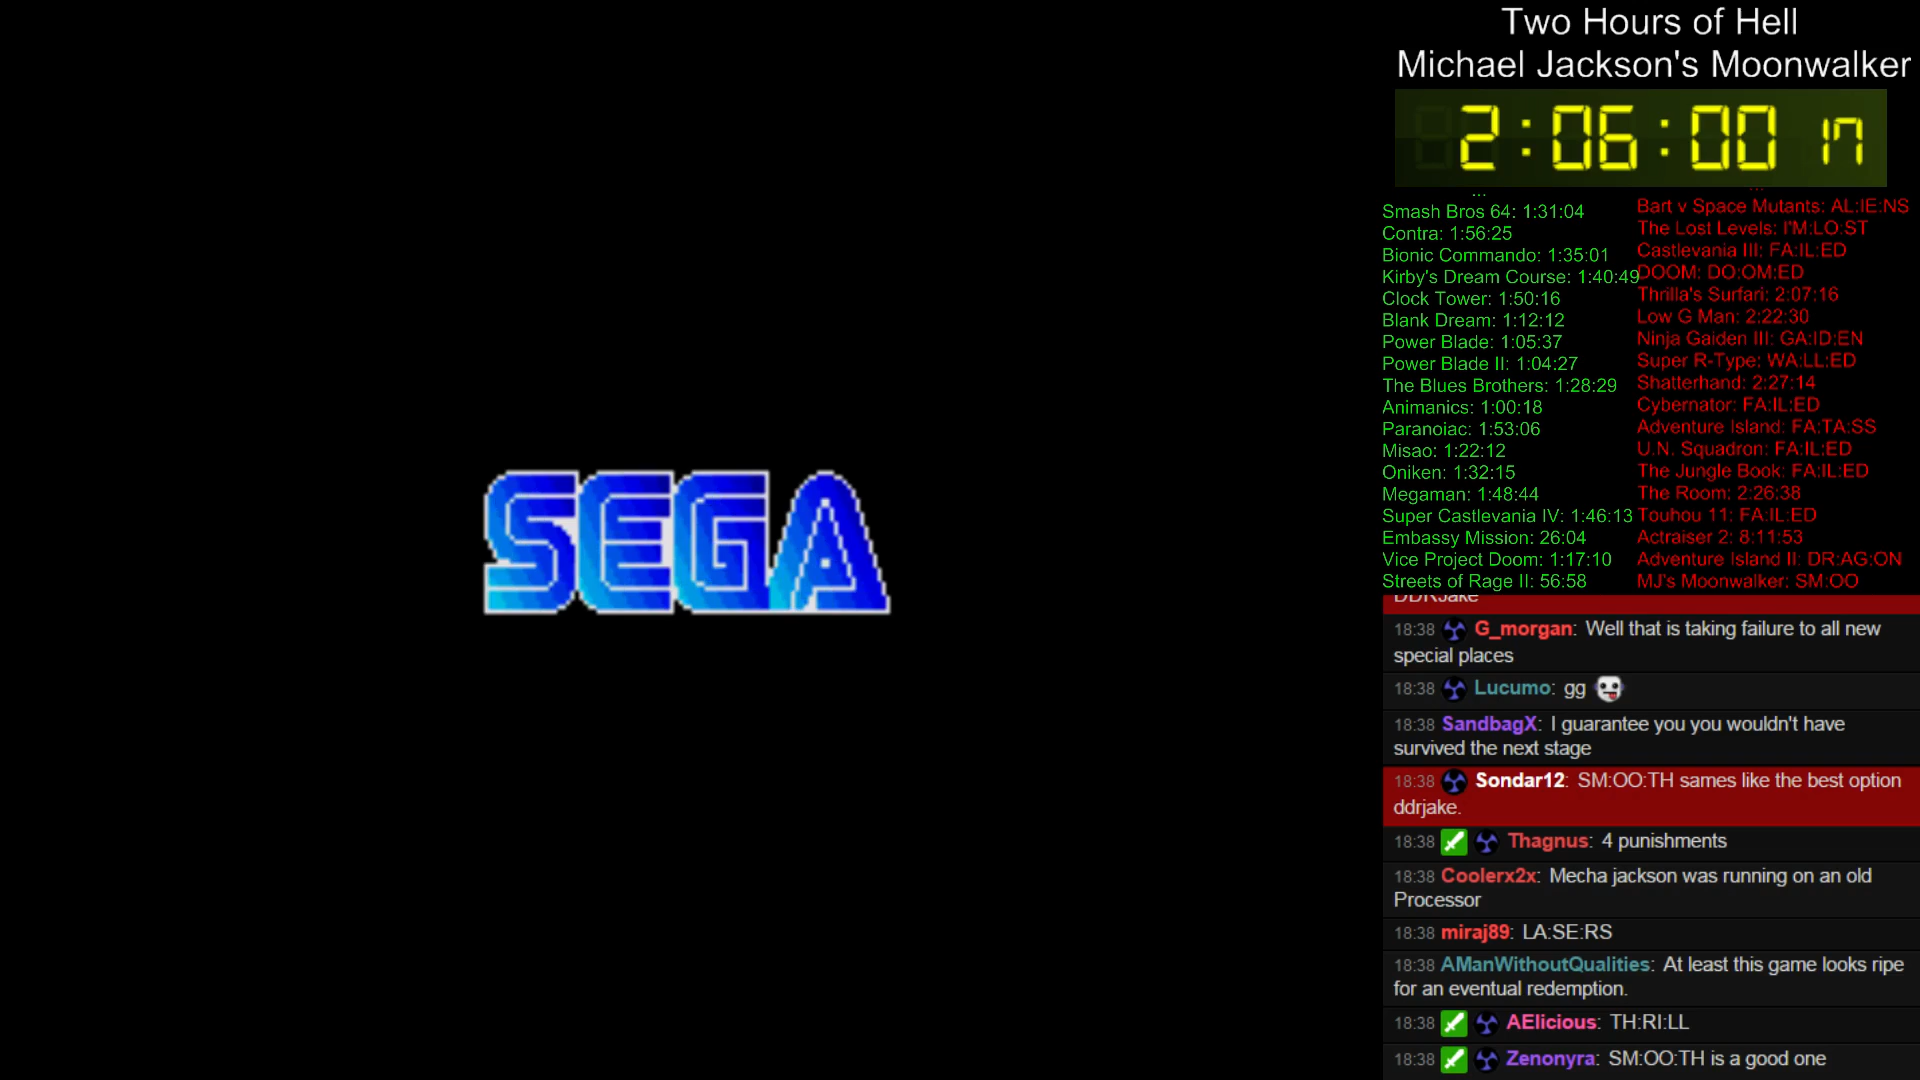 Two Hours of Hell
Michael Jackson's Moonwalker
2:06:00 17
SEGA
...
Smash Bros 64: 1:31:04
Contra: 1:56:25
Bionic Commando: 1:35:01
Kirby's Dream Course: 1:40:49
Clock Tower: 1:50:16
Blank Dream: 1:12:12
Power Blade: 1:05:37
Power Blade II: 1:04:27
The Blues Brothers: 1:28:29
Animanics: 1:00:18
Paranoiac: 1:53:06
Misao: 1:22:12
Oniken: 1:32:15
Megaman: 1:48:44
Super Castlevania IV: 1:46:13
Embassy Mission: 26:04
Vice Project Doom: 1:17:10
Streets of Rage II: 56:58
...
Bart v Space Mutants: AL:IE:NS
The Lost Levels: I'M:LO:ST
Castlevania III: FA:IL:ED
DOOM: DO:OM:ED
Thrilla's Surfari: 2:07:16
Low G Man: 2:22:30
Ninja Gaiden III: GA:ID:EN
Super R-Type: WA:LL:ED
Shatterhand: 2:27:14
Cybernator: FA:IL:ED
Adventure Island: FA:TA:SS
U.N. Squadron: FA:IL:ED
The Jungle Book: FA:IL:ED
The Room: 2:26:38
Touhou 11: FA:IL:ED
Actraiser 2: 8:11:53
Adventure Island II: DR:AG:ON
MJ's Moonwalker: SM:OO
DDRJake
18:38 G_morgan: Well that is taking failure to all new
special places
18:38 Lucumo: gg
18:38 SandbagX: I guarantee you you wouldn't have
survived the next stage
18:38 Sondar12: SM:OO:TH sames like the best option
ddrjake.
18:38 Thagnus: 4 punishments
18:38 Coolerx2x: Mecha jackson was running on an old
Processor
18:38 miraj89: LA:SE:RS
18:38 AManWithoutQualities: At least this game looks ripe
for an eventual redemption.
18:38 AElicious: TH:RI:LL
18:38 Zenonyra: SM:OO:TH is a good one